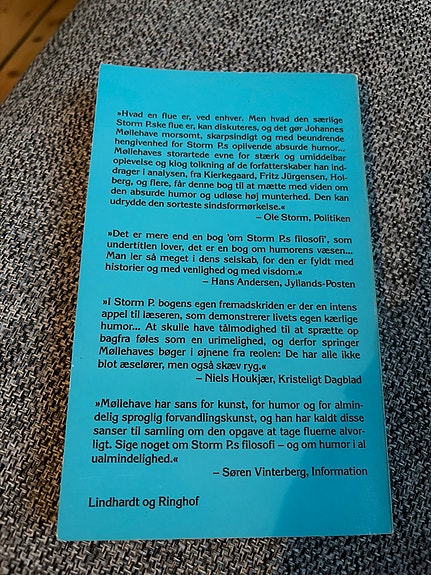 »Hvad en flue er, ved enhver. Men hvad den særlige
Storm P.ske flue er, kan diskuteres, og det gør Johannes
Møllehave morsomt, skarpsindigt og med beundrende
hengivenhed for Storm P.s oplivende absurde humor...
Møllehaves storartede evne for stærk og umiddelbar
oplevelse og klog tolkning af de forfatterskaber han ind-
drager i analysen, fra Kierkegaard, Fritz Jürgensen, Hol-
berg, og flere, får denne bog til at mætte med viden om
den absurde humor og udløse høj munterhed. Den kan
udrydde den sorteste sindsformørkelse.«
– Ole Storm, Politiken
»Det er mere end en bog 'om Storm P.s filosofi', som
undertitlen lover, det er en bog om humorens væsen...
Man ler så meget i dens selskab, for den er fyldt med
historier og med venlighed og med visdom.«
– Hans Andersen, Jyllands-Posten
»I Storm P. bogens egen fremadskriden er der en intens
appel til læseren, som demonstrerer livets egen kærlige
humor... At skulle have tålmodighed til at sprætte op
bagfra føles som en urimelighed, og derfor springer
Møllehaves bøger i øjnene fra reolen: De har alle ikke
blot æselører, men også skæv ryg.«
– Niels Houkjær, Kristeligt Dagblad
»Møllehave har sans for kunst, for humor og for almin-
delig sproglig forvandlingskunst, og han har kaldt disse
sanser til samling om den opgave at tage fluerne alvor-
ligt. Sige noget om Storm P.s filosofi – og om humor i al
ualmindelighed.«
– Søren Vinterberg, Information
Lindhardt og Ringhof